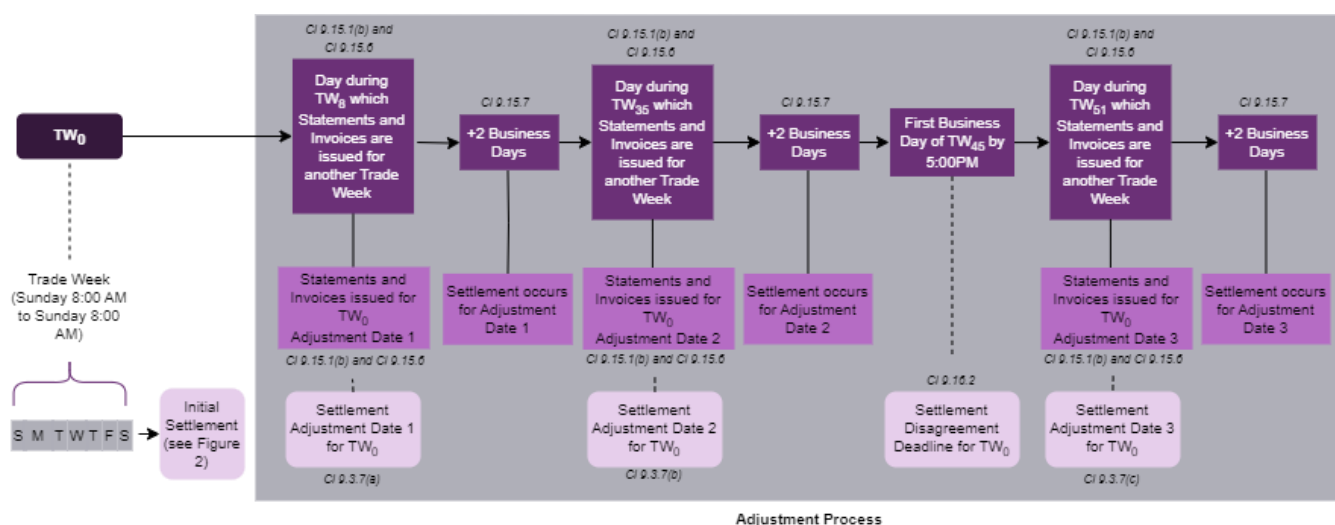 Cl 9.15.1(b) and
Cl 9.15.6
Day during
TW8 which
Statements and
Invoices are
issued for
another Trade
Week
Cl 9.15.7
+2 Business
Days
Cl 9.15.1(b) and
Cl 9.15.6
Day during
TW35 which
Statements and
Invoices are
issued for
another Trade
Week
Cl 9.15.7
+2 Business
Days
First Business
Day of TW45 by
5:00PM
Cl 9.15.1(b) and
Cl 9.15.6
Day during
TW51 which
Statements and
Invoices are
issued for
another Trade
Week
Cl 9.15.7
+2 Business
Days
TW0
Trade Week
(Sunday 8:00 AM
to Sunday 8:00
AM)
S M T W T F S
Initial
Settlement
(see Figure
2)
Statements and
Invoices issued for
TW0
Adjustment Date 1
Cl 9.15.1(b) and Cl 9.15.6
Settlement occurs
for Adjustment
Date 1
Statements and
Invoices issued for
TW0
Adjustment Date 2
Cl 9.15.1(b) and Cl 9.15.6
Settlement occurs
for Adjustment
Date 2
Statements and
Invoices issued for
TW0
Adjustment Date 3
Cl 9.15.1(b) and Cl 9.15.6
Settlement occurs
for Adjustment
Date 3
Settlement
Adjustment Date 1
for TW0
Cl 9.3.7(a)
Settlement
Adjustment Date 2
for TW0
Cl 9.3.7(b)
Cl 9.16.2
Settlement
Disagreement
Deadline for TW0
Settlement
Adjustment Date 3
for TW0
Cl 9.3.7(c)
Adjustment Process